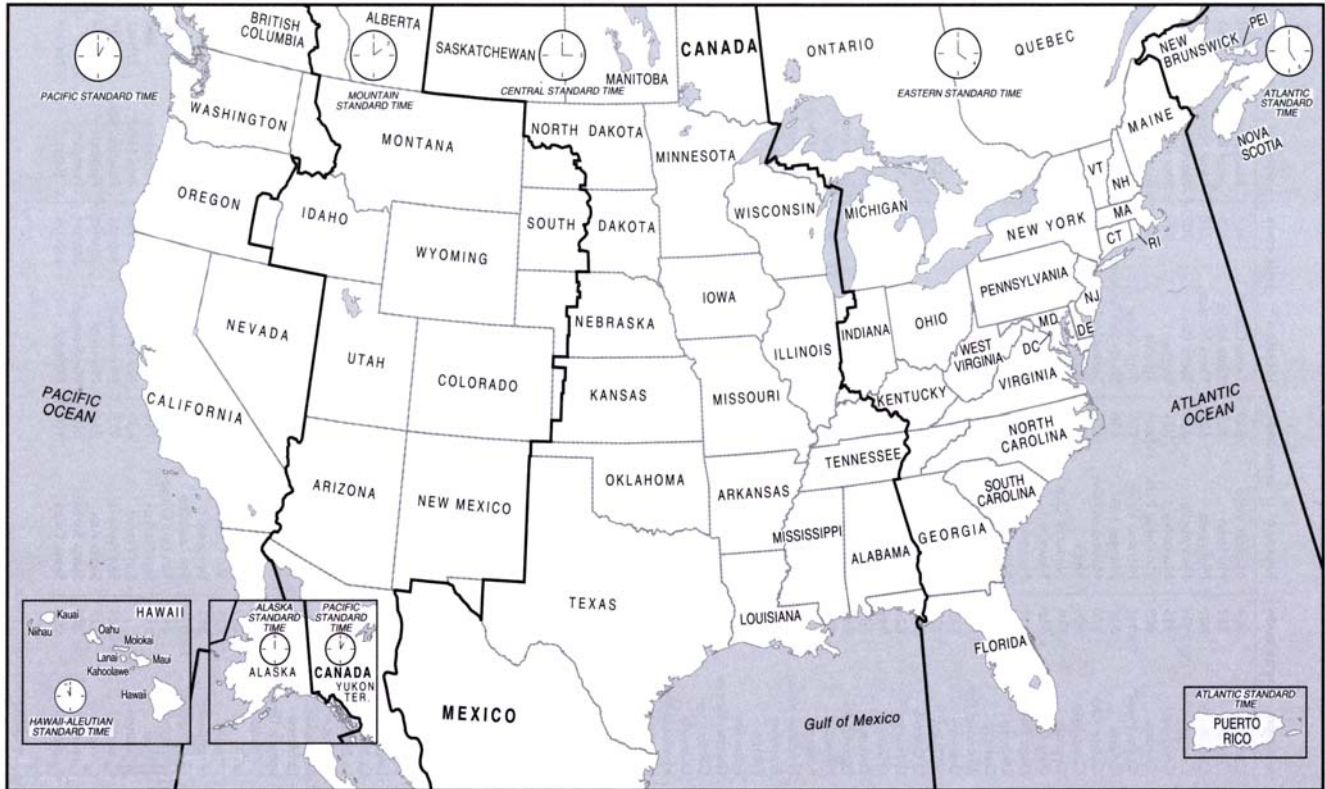 BRITISH
COLUMBIA
ALBERTA
SASKATCHEWAN
MANITOBA
CANADA
ONTARIO
QUEBEC
NEW
BRUNSWICK
PEI
NOVA
SCOTIA
PACIFIC STANDARD TIME
MOUNTAIN
STANDARD TIME
CENTRAL STANDARD TIME
EASTERN STANDARD TIME
ATLANTIC
STANDARD
TIME
WASHINGTON
MONTANA
NORTH DAKOTA
MINNESOTA
MAINE
OREGON
IDAHO
WYOMING
SOUTH DAKOTA
WISCONSIN
MICHIGAN
VT
NH
NEW YORK
MA
CT
RI
NEVADA
UTAH
COLORADO
NEBRASKA
IOWA
ILLINOIS
INDIANA
OHIO
PENNSYLVANIA
NJ
MD
DE
DC
WEST
VIRGINIA
VIRGINIA
CALIFORNIA
KANSAS
MISSOURI
KENTUCKY
PACIFIC
OCEAN
ATLANTIC
OCEAN
ARIZONA
NEW MEXICO
OKLAHOMA
ARKANSAS
TENNESSEE
NORTH
CAROLINA
SOUTH
CAROLINA
MISSISSIPPI
ALABAMA
GEORGIA
TEXAS
LOUISIANA
FLORIDA
MEXICO
Gulf of Mexico
HAWAII
Kauai
Niihau
Oahu
Molokai
Lanai
Maui
Kahoolawe
Hawaii
HAWAII-ALEUTIAN
STANDARD TIME
ALASKA
STANDARD
TIME
ALASKA
PACIFIC
STANDARD
TIME
CANADA
YUKON
TER.
ATLANTIC STANDARD
TIME
PUERTO
RICO